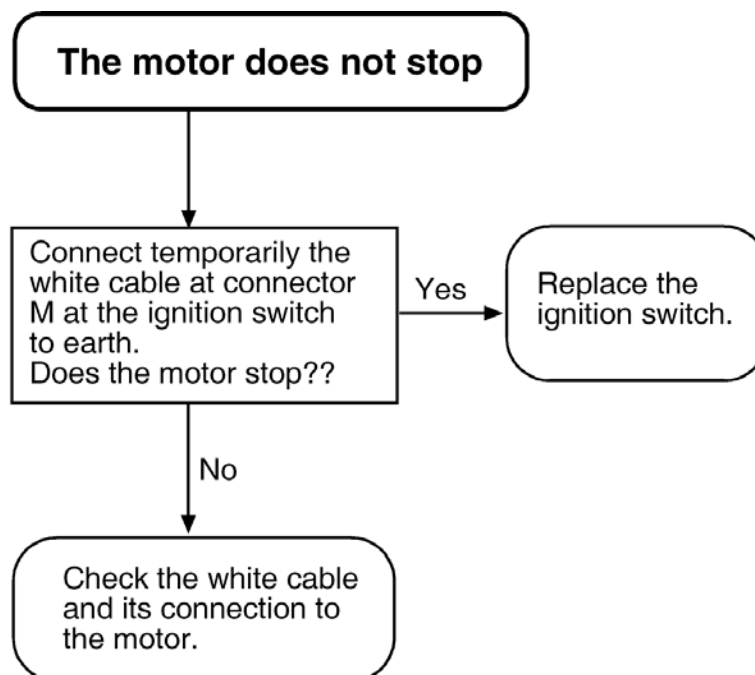 The motor does not stop
Connect temporarily the
white cable at connector
M at the ignition switch
to earth.
Does the motor stop??
Yes
Replace the
ignition switch.
No
Check the white cable
and its connection to
the motor.